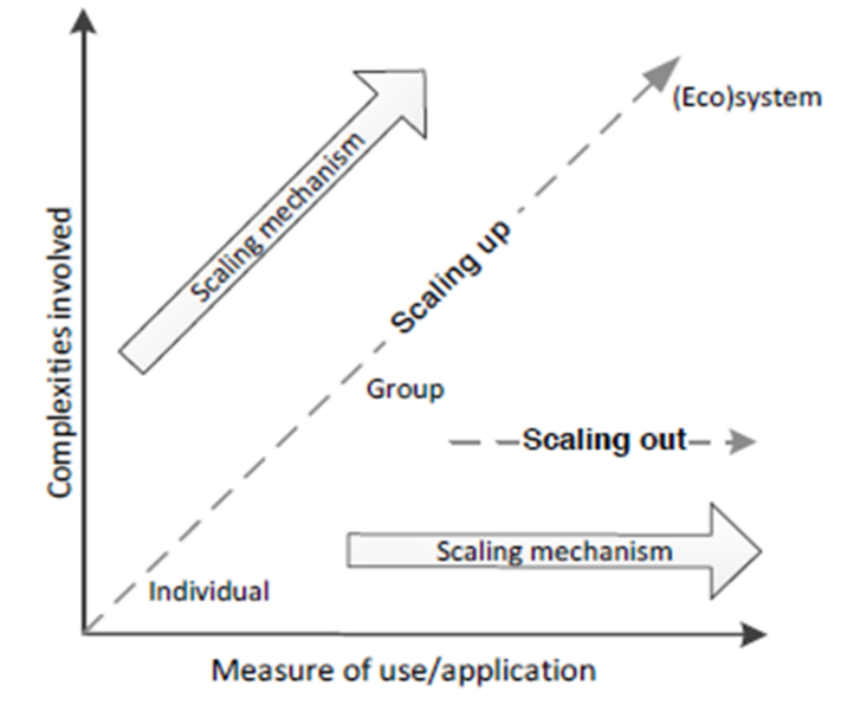 (Eco)system
Scaling mechanism
Scaling up
Complexities involved
Group
Scaling out
Scaling mechanism
Individual
Measure of use/application